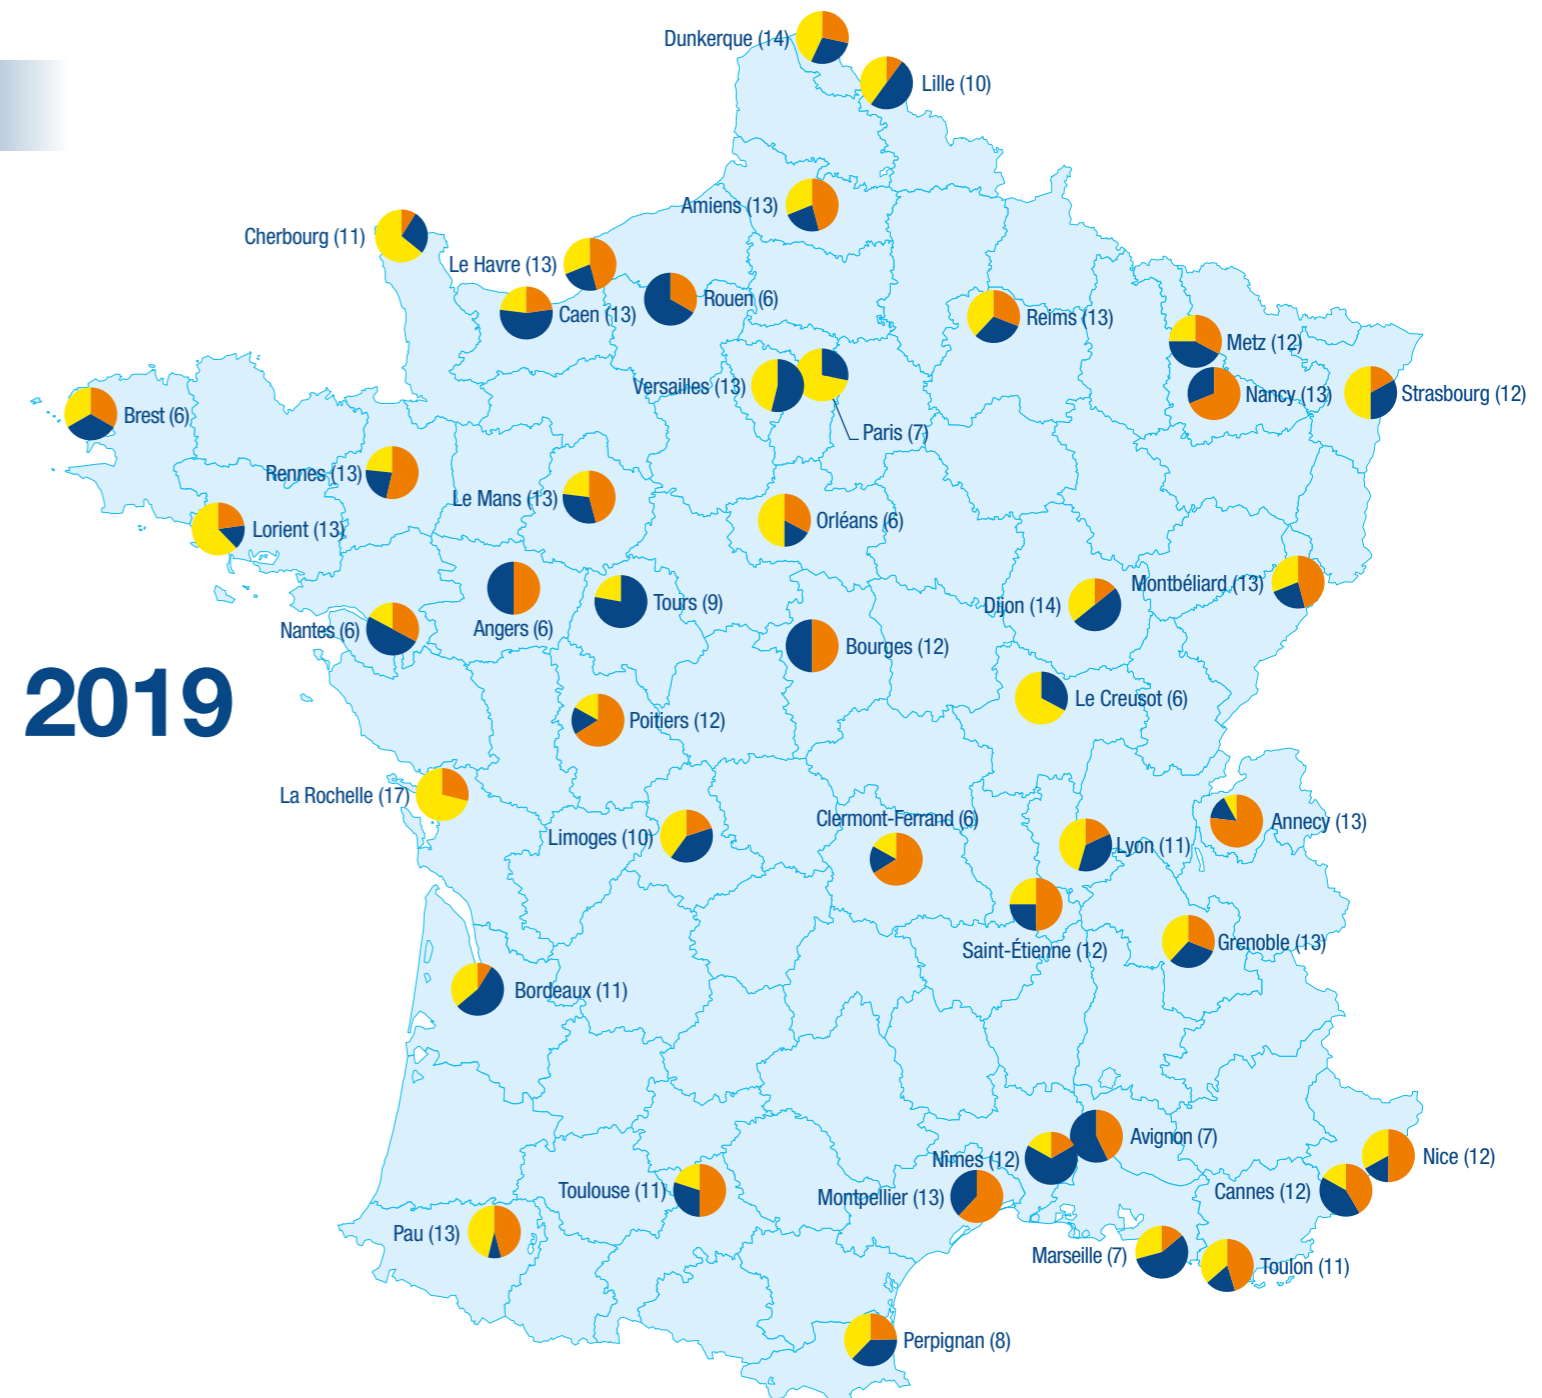 Dunkerque (14)
Lille (10)
Amiens (13)
Cherbourg (11)
Le Havre (13)
Rouen (6)
Caen (13)
Reims (13)
Metz (12)
Versailles (13)
Nancy (13)
Strasbourg (12)
Brest (6)
Paris (7)
Rennes (13)
Le Mans (13)
Orléans (6)
Lorient (13)
Montbéliard (13)
Tours (9)
Dijon (14)
Nantes (6)
Angers (6)
Bourges (12)
2019
Le Creusot (6)
Poitiers (12)
La Rochelle (17)
Clermont-Ferrand (6)
Annecy (13)
Limoges (10)
Lyon (11)
Grenoble (13)
Saint-Étienne (12)
Bordeaux (11)
Avignon (7)
Nîmes (12)
Nice (12)
Toulouse (11)
Cannes (12)
Montpellier (13)
Pau (13)
Marseille (7)
Toulon (11)
Perpignan (8)